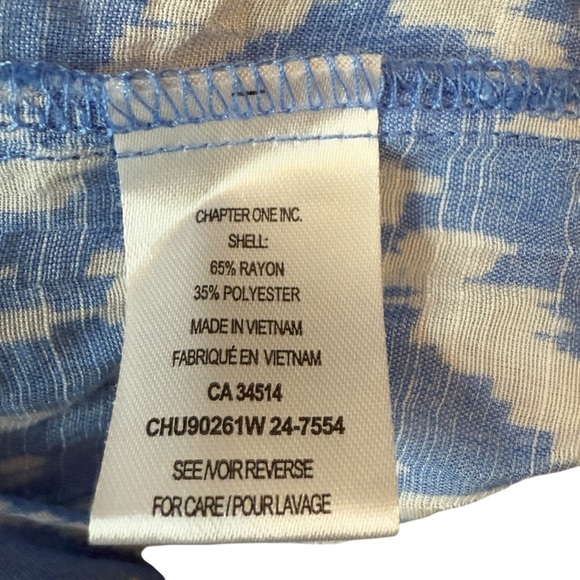 CHAPTER ONE INC.
SHELL:
65% RAYON
35% POLYESTER
MADE IN VIETNAM
FABRIQUÉ EN VIETNAM
CA 34514
CHU90261W 24-7554
SEE/VOIR REVERSE
FOR CARE/POUR LAVAGE